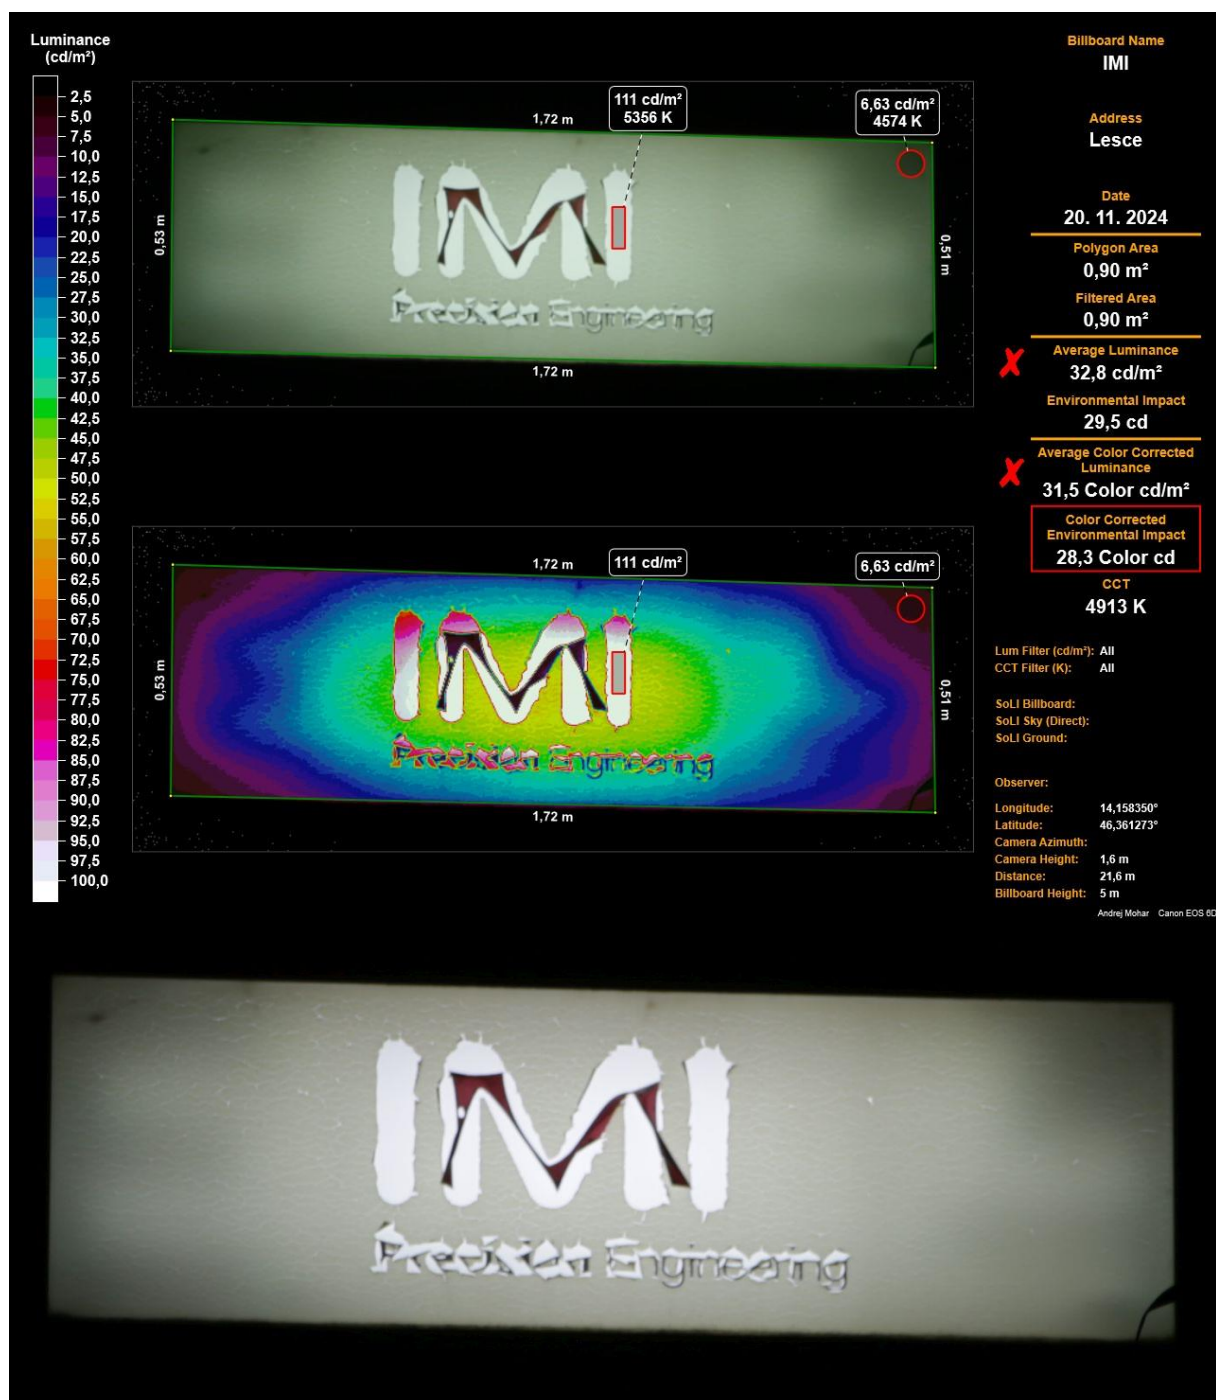 Luminance
(cd/m²)
2,5
5,0
7,5
10,0
12,5
15,0
17,5
20,0
22,5
25,0
27,5
30,0
32,5
35,0
37,5
40,0
42,5
45,0
47,5
50,0
52,5
55,0
57,5
60,0
62,5
65,0
67,5
70,0
72,5
75,0
77,5
80,0
82,5
85,0
87,5
90,0
92,5
95,0
97,5
100,0
1,72 m
111 cd/m²
5356 K
6,63 cd/m²
4574 K
0,53 m
IMI
Precision Engineering
0,51 m
1,72 m
1,72 m
111 cd/m²
6,63 cd/m²
0,53 m
IMI
Precision Engineering
0,51 m
1,72 m
Billboard Name
IMI
Address
Lesce
Date
20. 11. 2024
Polygon Area
0,90 m²
Filtered Area
0,90 m²
Average Luminance
32,8 cd/m²
Environmental Impact
29,5 cd
Average Color Corrected
Luminance
31,5 Color cd/m²
Color Corrected
Environmental Impact
28,3 Color cd
CCT
4913 K
Lum Filter (cd/m²): All
CCT Filter (K): All
SoLI Billboard:
SoLI Sky (Direct):
SoLI Ground:
Observer:
Longitude: 14,158350°
Latitude: 46,361273°
Camera Azimuth:
Camera Height: 1,6 m
Distance: 21,6 m
Billboard Height: 5 m
Andrej Mohar Canon EOS 6D
IMI
Precision Engineering